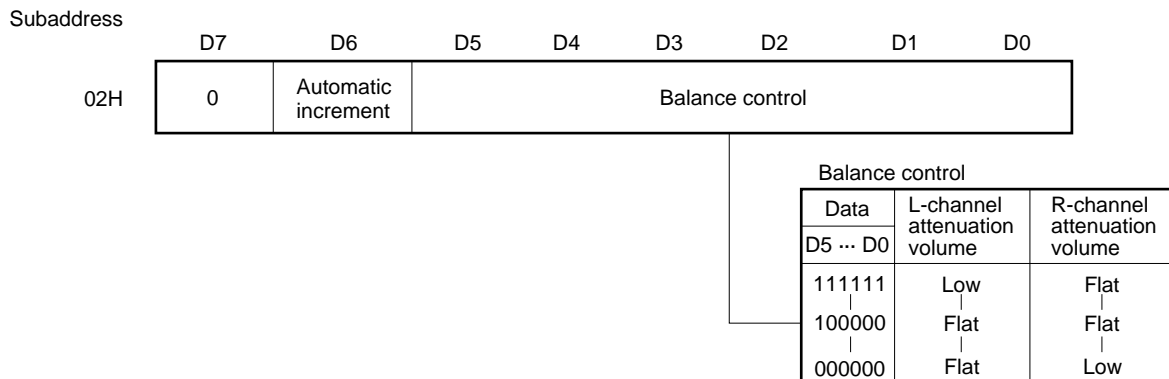 Subaddress
D7 D6 D5 D4 D3 D2 D1 D0
02H 0 Automatic increment Balance control
Balance control
Data L-channel attenuation volume R-channel attenuation volume
D5 ··· D0
111111 Low Flat
100000 Flat Flat
000000 Flat Low